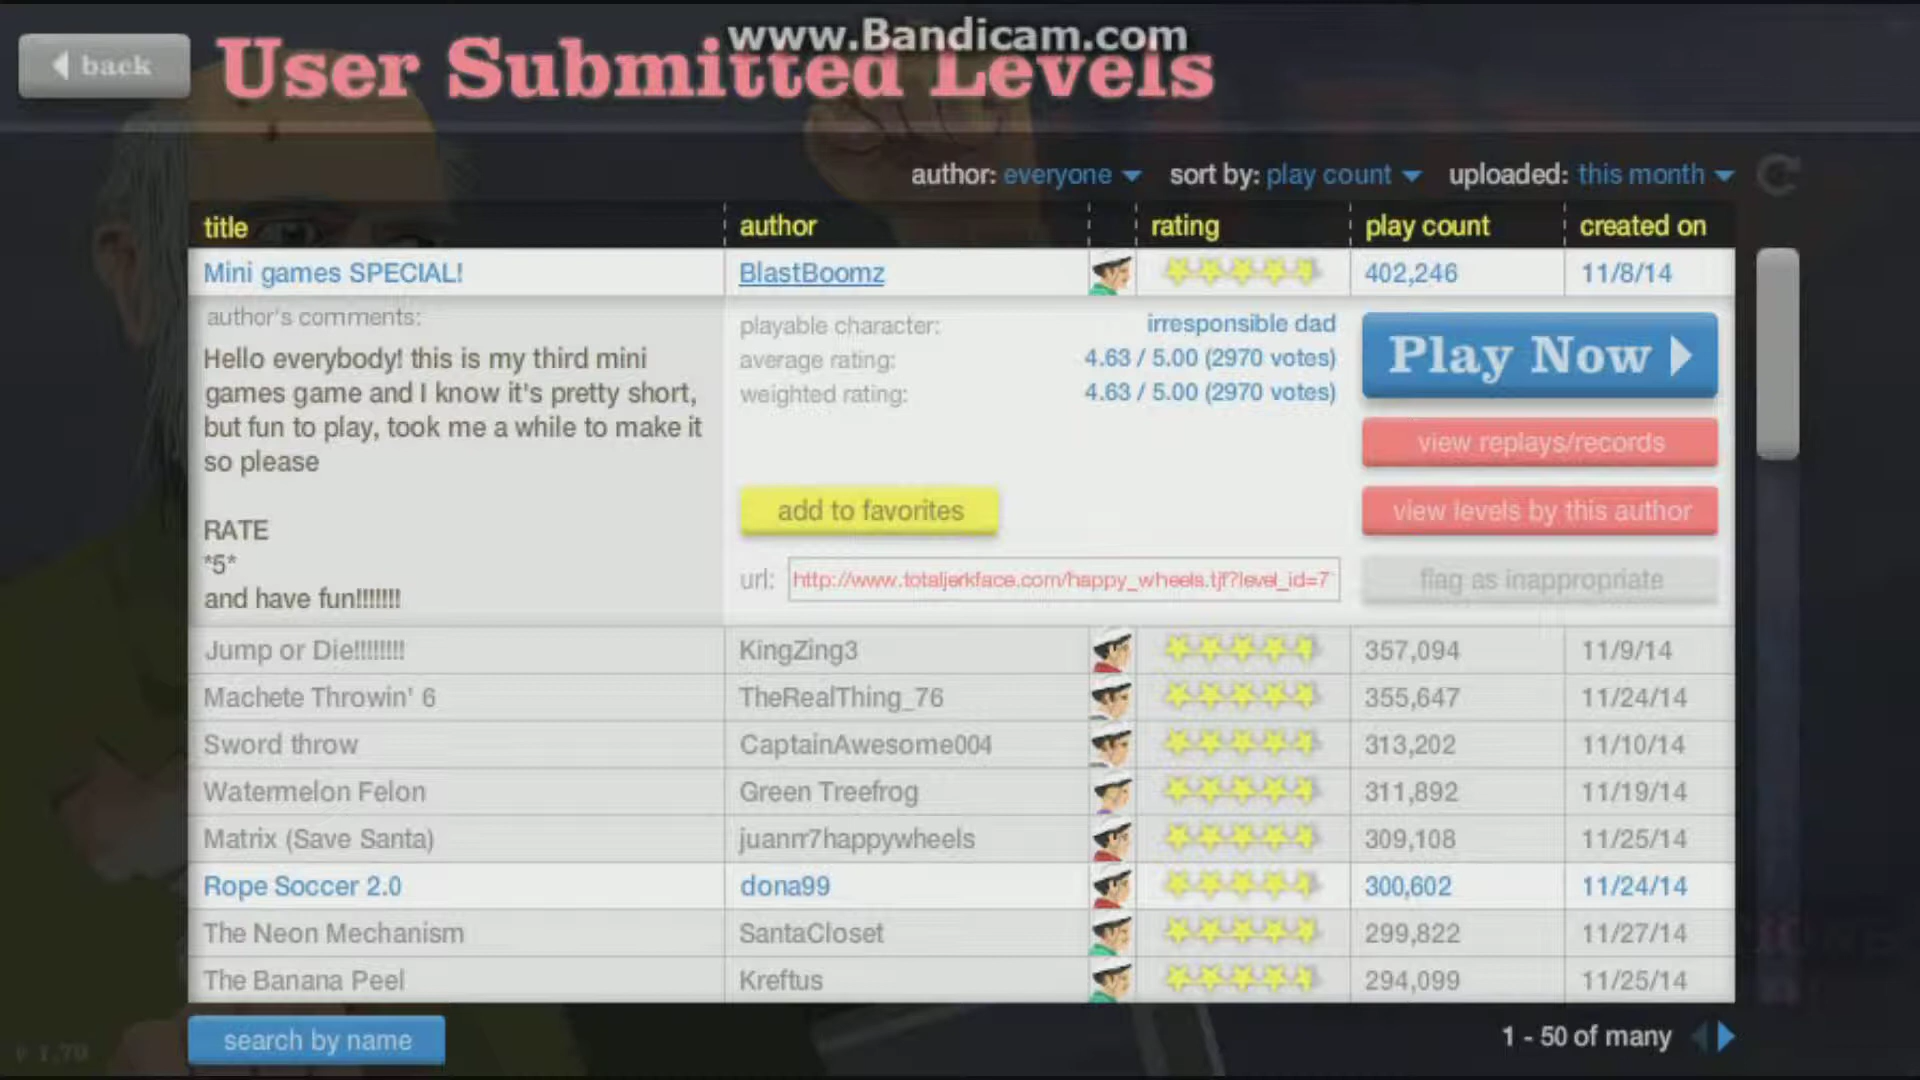 www.Bandicam.com
back
User Submitted Levels
author: everyone sort by: play count uploaded: this month
title author rating play count created on
Mini games SPECIAL! BlastBoomz 402,246 11/8/14
author's comments:
Hello everybody! this is my third mini
games game and I know it's pretty short,
but fun to play, took me a while to make it
so please
RATE
*5*
and have fun!!!!!!!
playable character: irresponsible dad
average rating: 4.63 / 5.00 (2970 votes)
weighted rating: 4.63 / 5.00 (2970 votes)
add to favorites
url: http://www.totaljerkface.com/happy_wheels.tjf?level_id=7
Play Now
view replays/records
view levels by this author
flag as inappropriate
Jump or Die!!!!!!!! KingZing3 357,094 11/9/14
Machete Throwin' 6 TheRealThing_76 355,647 11/24/14
Sword throw CaptainAwesome004 313,202 11/10/14
Watermelon Felon Green Treefrog 311,892 11/19/14
Matrix (Save Santa) juanrr7happywheels 309,108 11/25/14
Rope Soccer 2.0 dona99 300,602 11/24/14
The Neon Mechanism SantaCloset 299,822 11/27/14
The Banana Peel Kreftus 294,099 11/25/14
search by name
1 - 50 of many
v 1.70